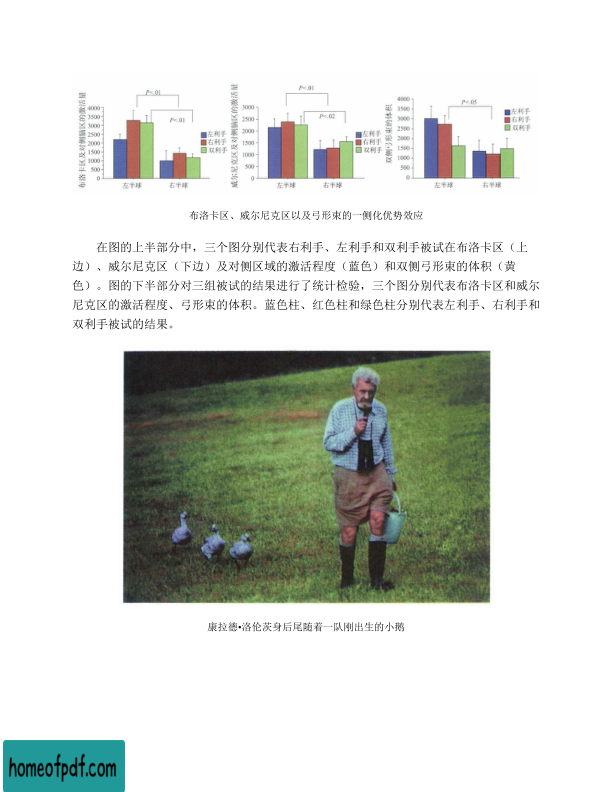 P<.01
P<.01
布洛卡区及对侧脑区的激活量
4000
3500
3000
2500
2000
1500
1000
500
0
左利手
右利手
双利手
左半球 右半球
P<.01
P<.02
威尔尼克区及对侧脑区的激活量
3000
2500
2000
1500
1000
500
0
左利手
右利手
双利手
左半球 右半球
P<.05
双侧弓形束的体积
4000
3500
3000
2500
2000
1500
1000
500
0
左利手
右利手
双利手
左半球 右半球
布洛卡区、威尔尼克区以及弓形束的一侧化优势效应
在图的上半部分中，三个图分别代表右利手、左利手和双利手被试在布洛卡区（上
边）、威尔尼克区（下边）及对侧区域的激活程度（蓝色）和双侧弓形束的体积（黄
色）。图的下半部分对三组被试的结果进行了统计检验，三个图分别代表布洛卡区和威尔
尼克区的激活程度、弓形束的体积。蓝色柱、红色柱和绿色柱分别代表左利手、右利手和
双利手被试的结果。
康拉德•洛伦茨身后尾随着一队刚出生的小鹅
homeofpdf.com